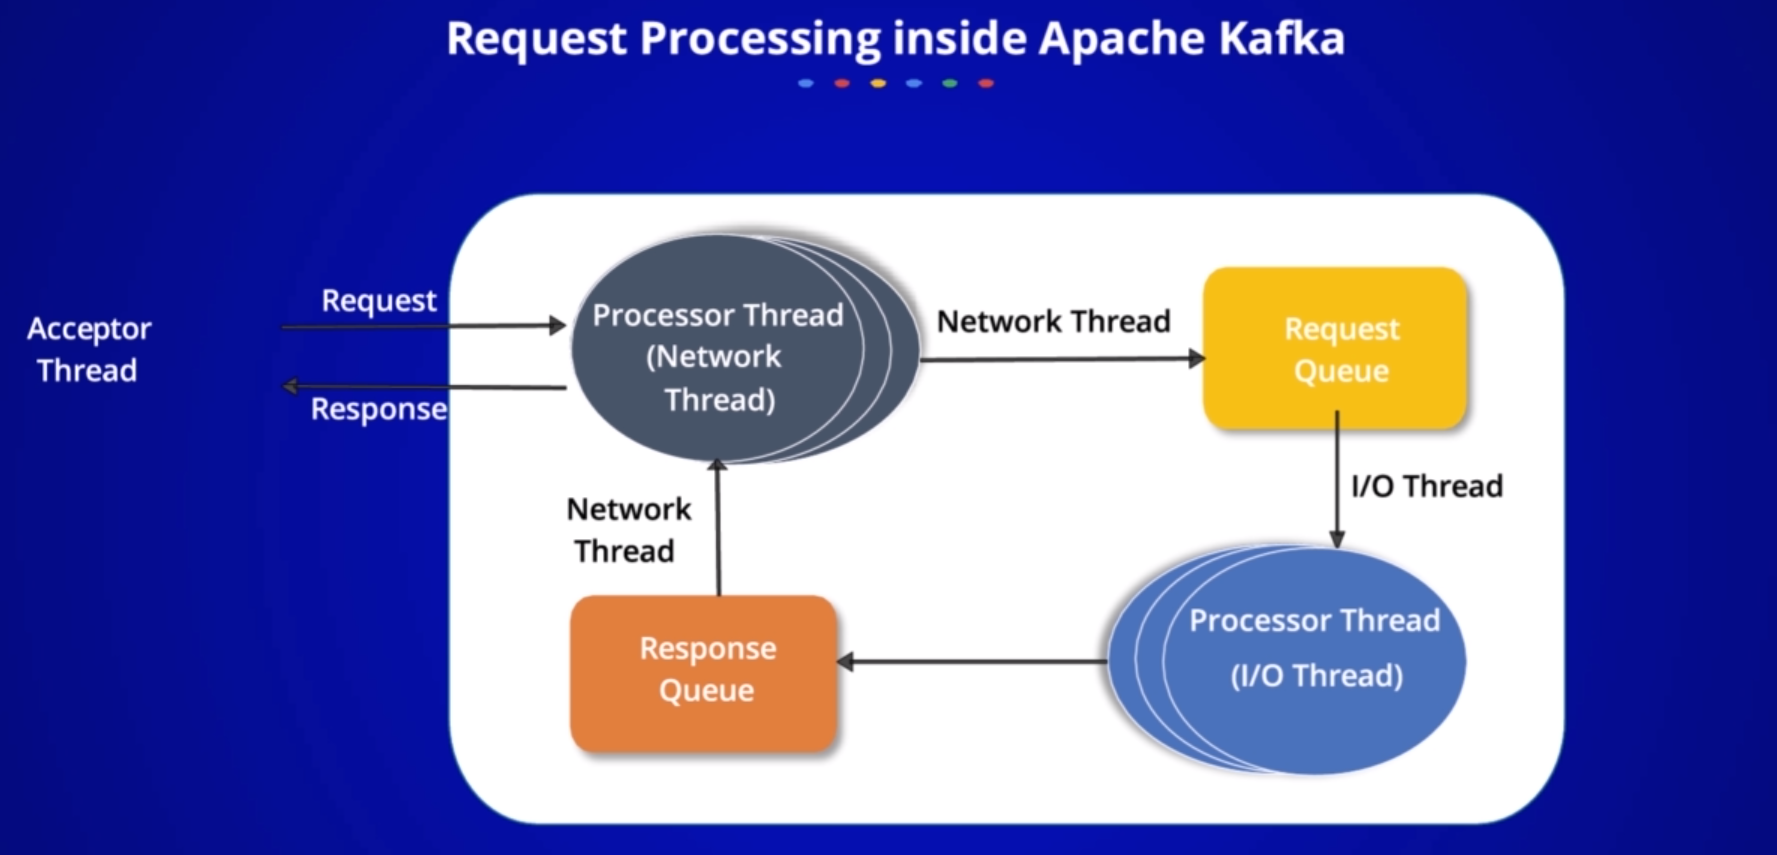 Request Processing inside Apache Kafka
Acceptor
Thread
Request
Response
Processor Thread
(Network
Thread)
Network Thread
Request
Queue
I/O Thread
Processor Thread
(I/O Thread)
Response
Queue
Network
Thread